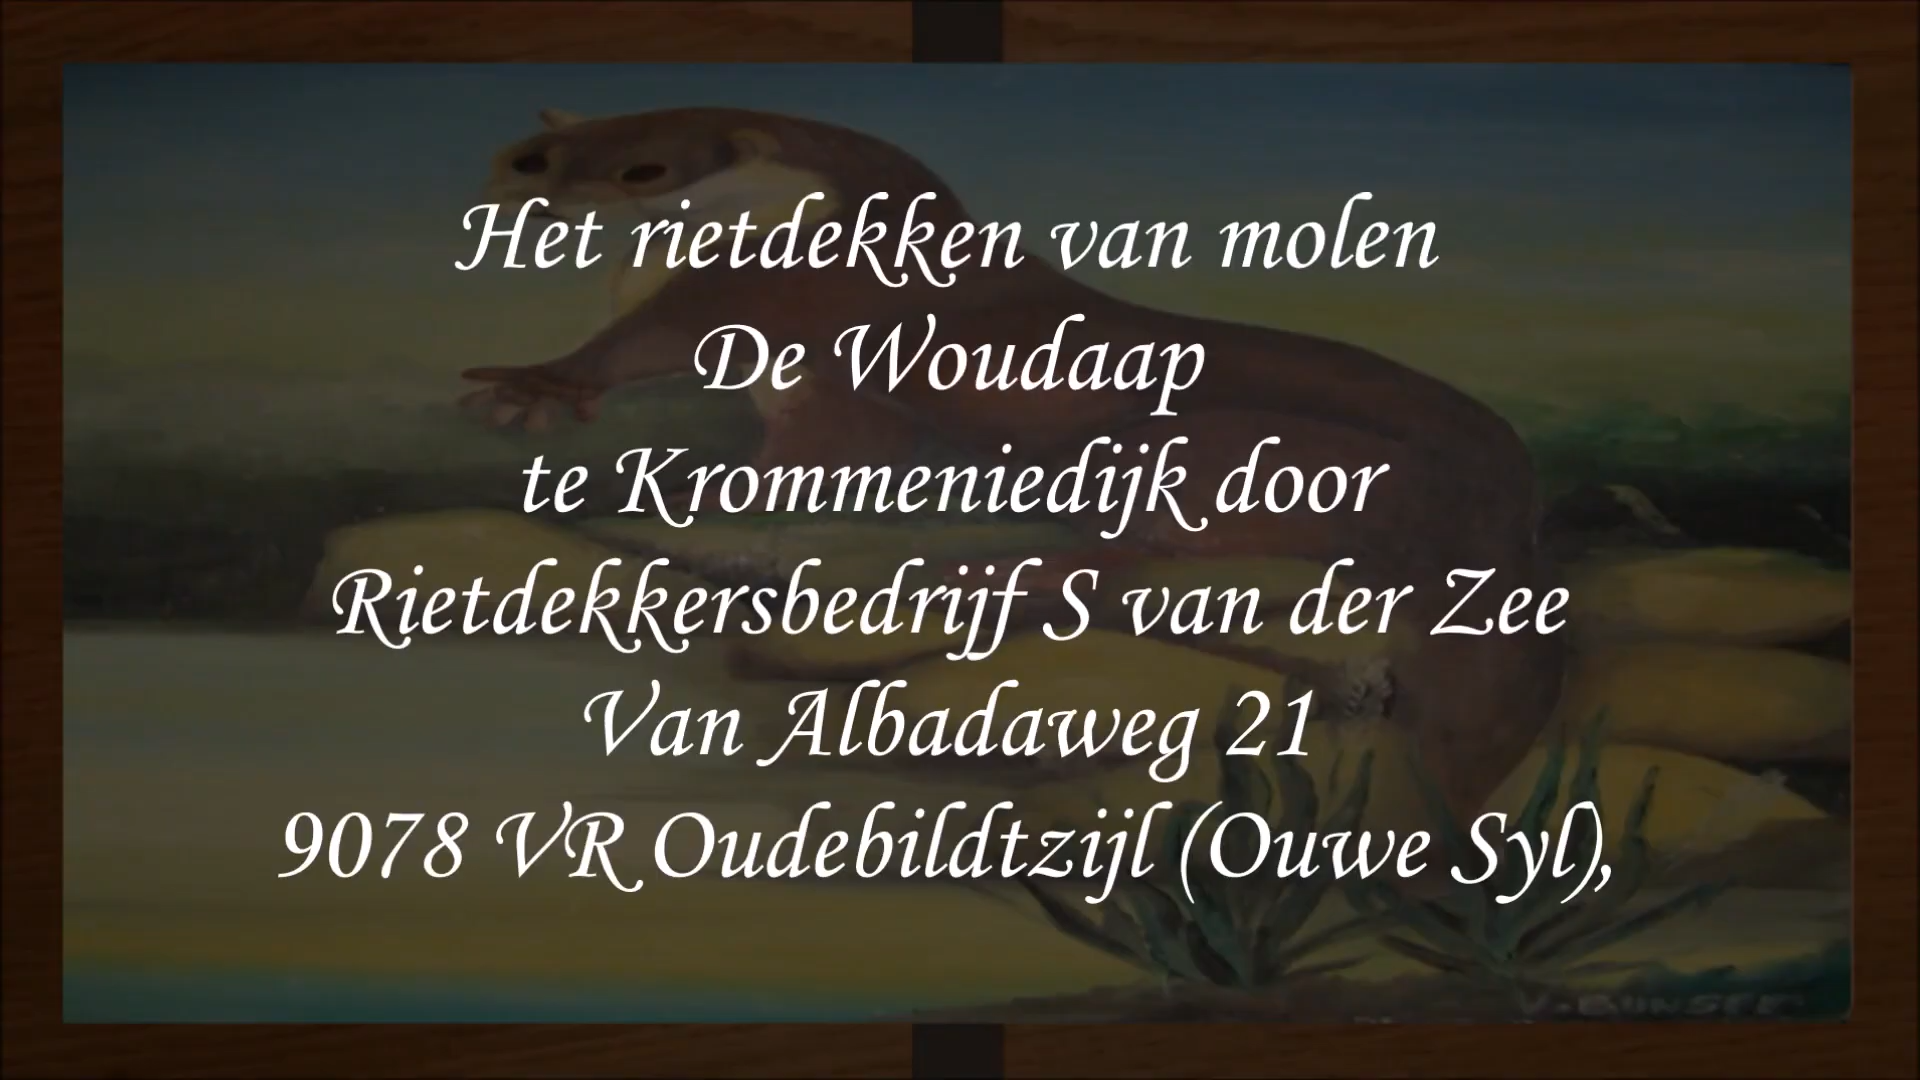 Het rietdekken van molen
De Woudaap
te Krommeniedijk door
Rietdekkersbedrijf S van der Zee
Van Albadaweg 21
9078 VR Oudebildtzijl (Ouwe Syl),